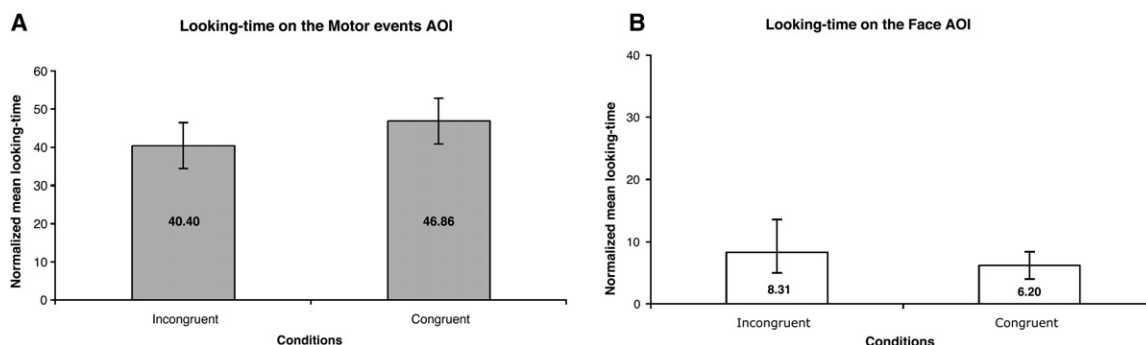 A
Looking-time on the Motor events AOI
Normalized mean looking-time
60
50
40
30
20
10
0
40.40
46.86
Incongruent
Congruent
Conditions
B
Looking-time on the Face AOI
Normalized mean looking-time
40
30
20
10
0
8.31
6.20
Incongruent
Congruent
Conditions